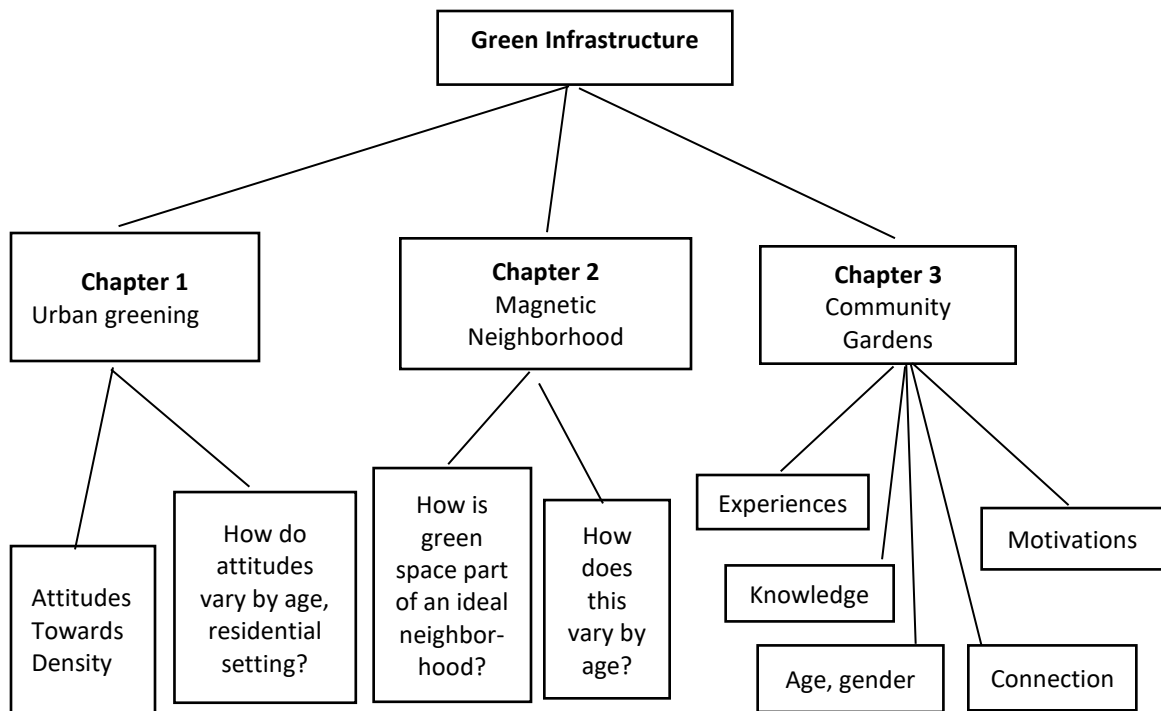 Green Infrastructure
Chapter 1
Urban greening
Chapter 2
Magnetic
Neighborhood
Chapter 3
Community
Gardens
Attitudes
Towards
Density
How do
attitudes
vary by age,
residential
setting?
How is
green
space part
of an ideal
neighbor-
hood?
How
does
this
vary by
age?
Experiences
Knowledge
Age, gender
Connection
Motivations